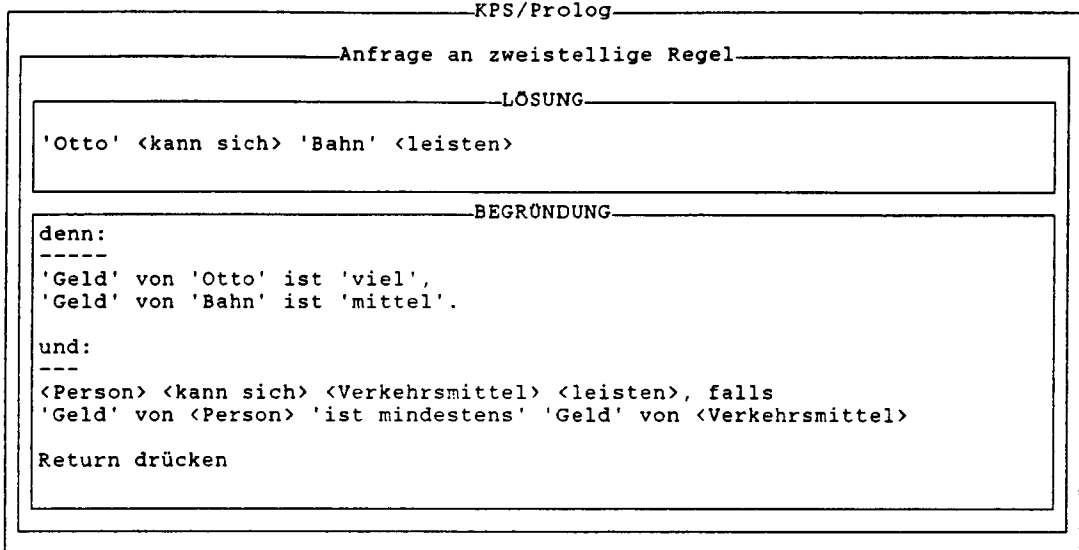 KPS/Prolog
Anfrage an zweistellige Regel
LÖSUNG
'Otto' <kann sich> 'Bahn' <leisten>
BEGRÜNDUNG
denn:
-----
'Geld' von 'Otto' ist 'viel',
'Geld' von 'Bahn' ist 'mittel'.
und:
---
<Person> <kann sich> <Verkehrsmittel> <leisten>, falls
'Geld' von <Person> 'ist mindestens' 'Geld' von <Verkehrsmittel>
Return drücken